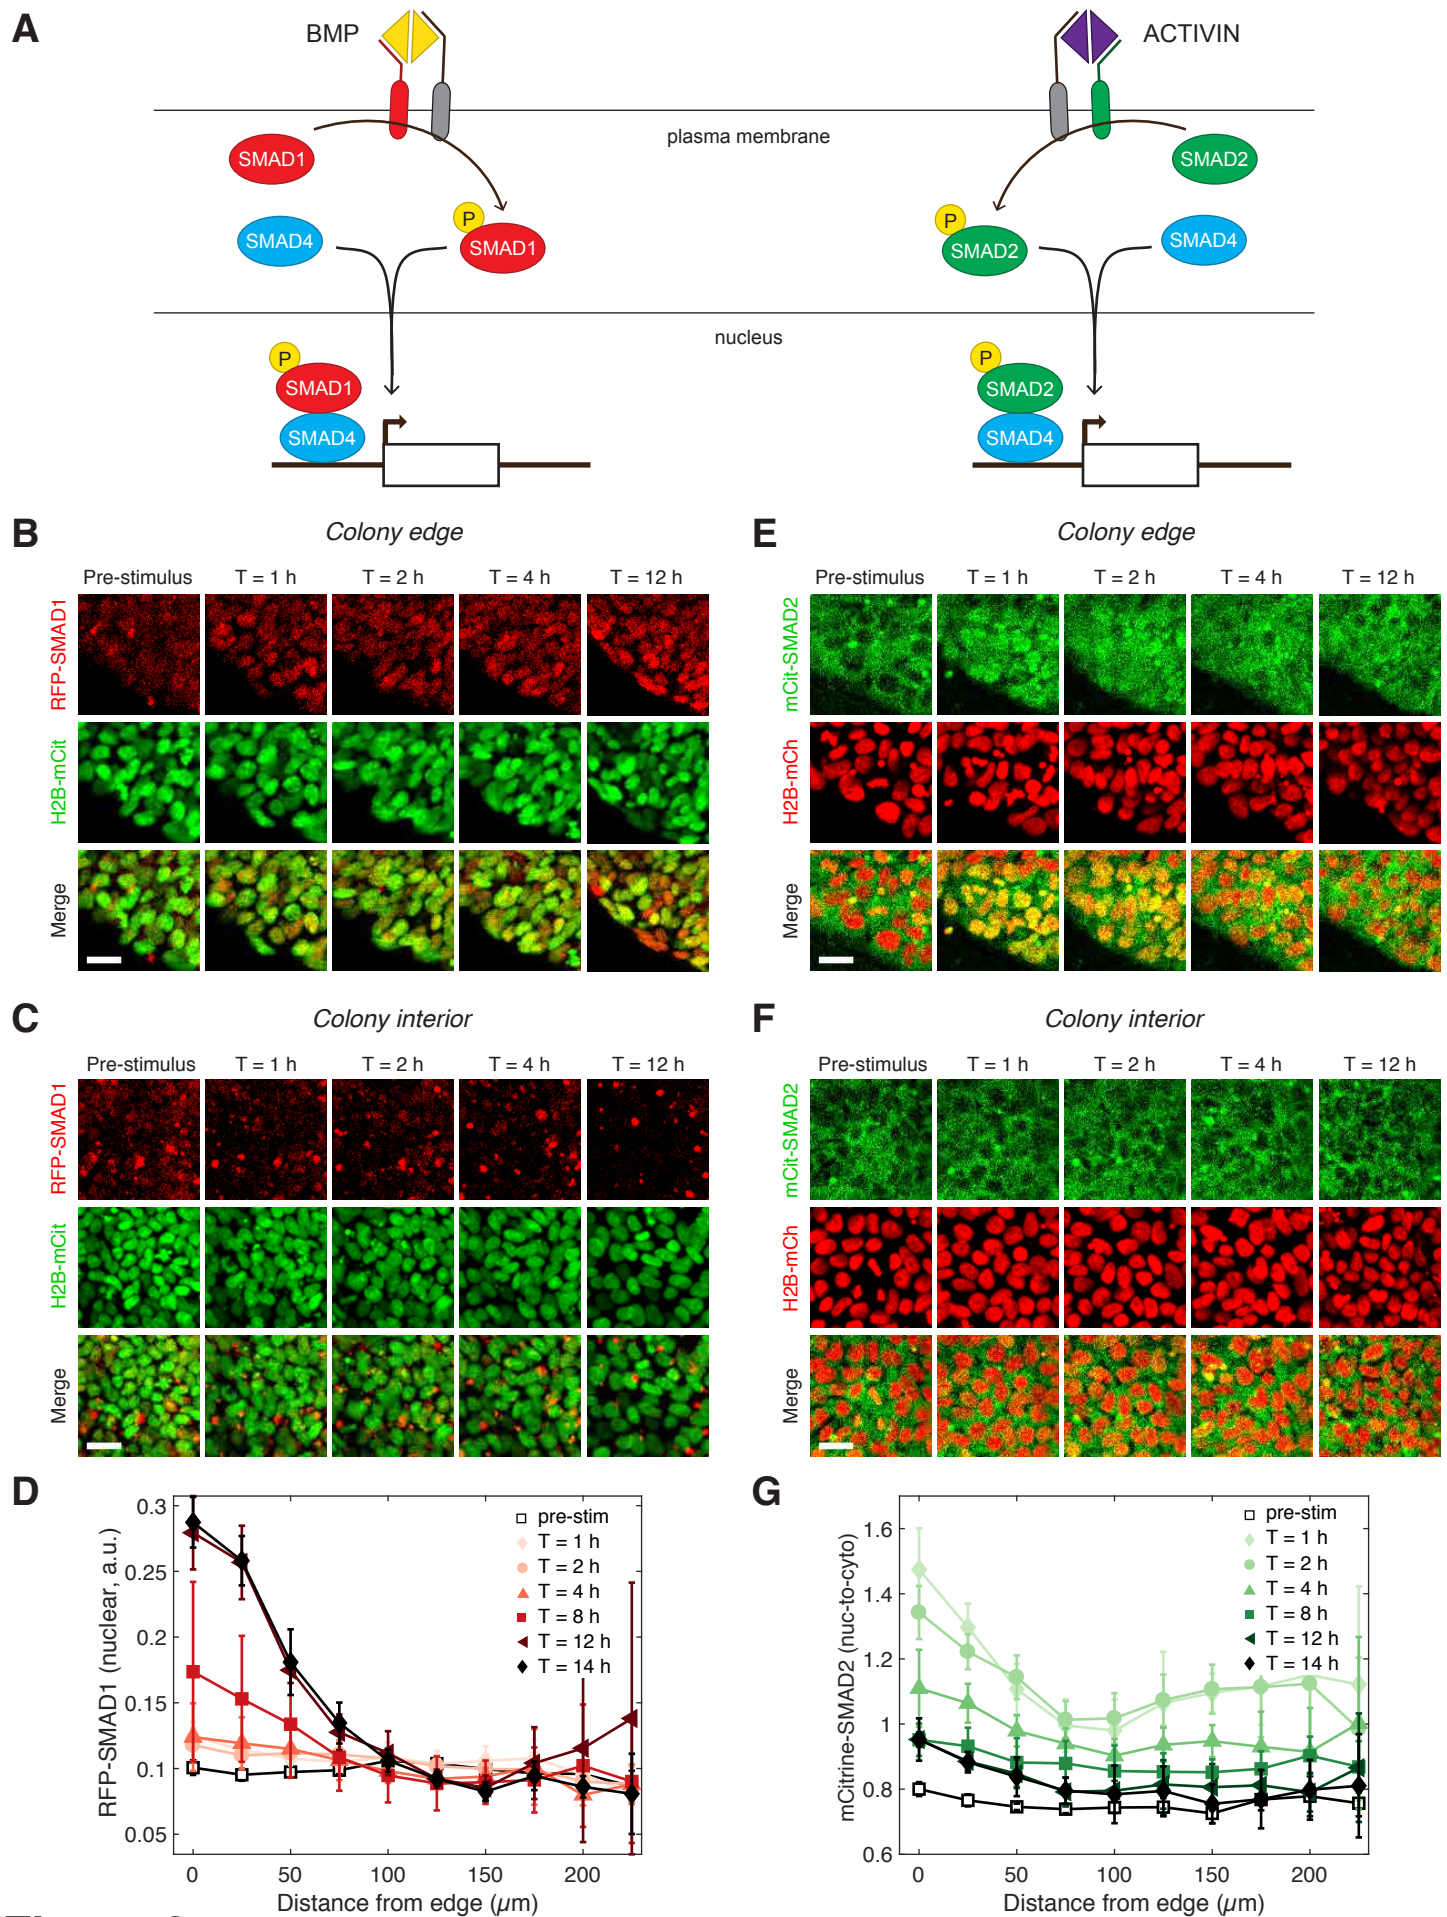 A
BMP
ACTIVIN
plasma membrane
SMAD1
SMAD2
P
P
SMAD4
SMAD1
SMAD2
SMAD4
nucleus
P
P
SMAD1
SMAD2
SMAD4
SMAD4
B
Colony edge
Pre-stimulus T = 1 h T = 2 h T = 4 h T = 12 h
RFP-SMAD1
H2B-mCit
Merge
E
Colony edge
Pre-stimulus T = 1 h T = 2 h T = 4 h T = 12 h
mCit-SMAD2
H2B-mCh
Merge
C
Colony interior
Pre-stimulus T = 1 h T = 2 h T = 4 h T = 12 h
RFP-SMAD1
H2B-mCit
Merge
F
Colony interior
Pre-stimulus T = 1 h T = 2 h T = 4 h T = 12 h
mCit-SMAD2
H2B-mCh
Merge
D
RFP-SMAD1 (nuclear, a.u.)
0.3
0.25
0.2
0.15
0.1
0.05
pre-stim
T = 1 h
T = 2 h
T = 4 h
T = 8 h
T = 12 h
T = 14 h
0 50 100 150 200
Distance from edge (µm)
G
mCitrine-SMAD2 (nuc-to-cyto)
1.6
1.4
1.2
1
0.8
0.6
pre-stim
T = 1 h
T = 2 h
T = 4 h
T = 8 h
T = 12 h
T = 14 h
0 50 100 150 200
Distance from edge (µm)